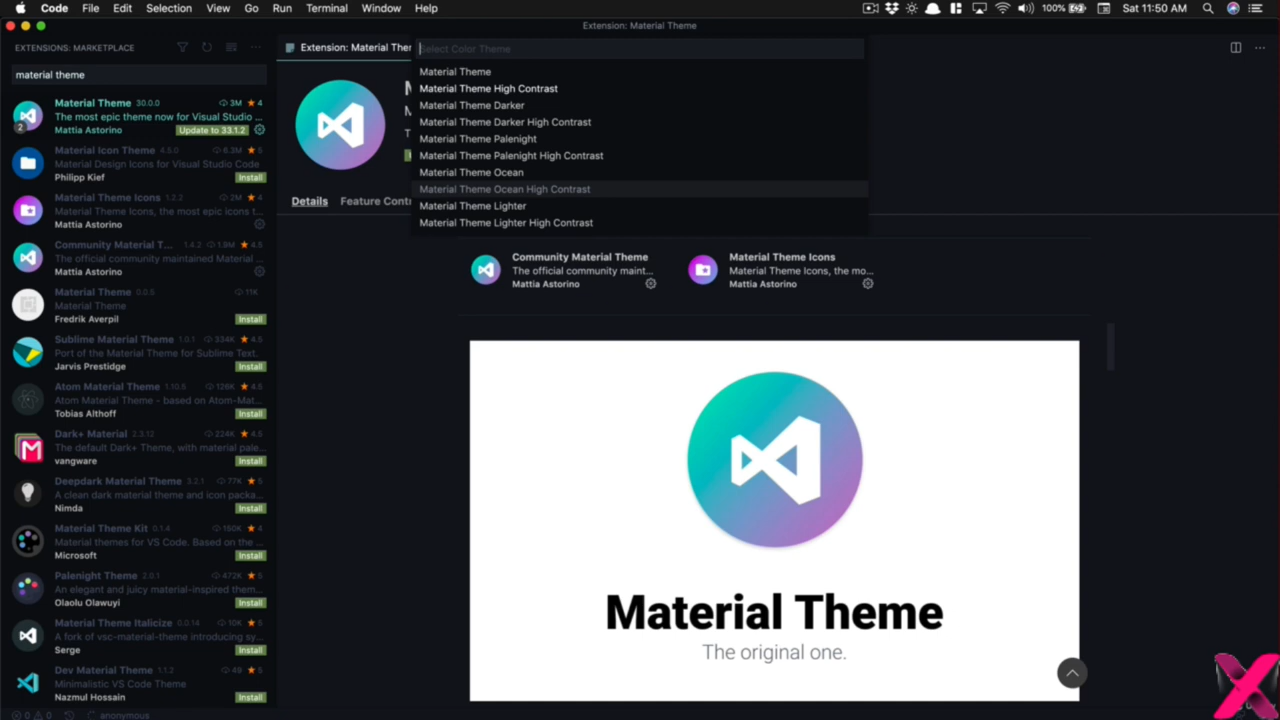 Code File Edit Selection View Go Run Terminal Window Help
100% Sat 11:50 AM
Extension: Material Theme
EXTENSIONS: MARKETPLACE
material theme
Material Theme 30.0.0 3M 4
The most epic theme now for Visual Studio ...
Mattia Astorino Update to 33.1.2
2
Material Icon Theme 4.5.0 6.3M 5
Material Design Icons for Visual Studio Code
Philipp Kief Install
Material Theme Icons 1.2.2 2M 4
Material Theme Icons, the most epic icons t...
Mattia Astorino
Community Material T... 1.4.2 1.9M 4.5
The official community maintained Material ...
Mattia Astorino
Material Theme 0.0.5 11K
Material Theme
Fredrik Averpil Install
Sublime Material Theme 1.0.1 334K 4.5
Port of the Material Theme for Sublime Text.
Jarvis Prestidge Install
Atom Material Theme 1.10.5 126K 4.5
Atom Material Theme - based on Atom-Mat...
Tobias Althoff Install
Dark+ Material 2.3.12 224K 4.5
The default Dark+ Theme, with material pale...
vangware Install
Deepdark Material Theme 3.2.1 77K 5
A clean dark material theme and icon packa...
Nimda Install
Material Theme Kit 0.1.4 150K 4
Material themes for VS Code. Based on the ...
Microsoft Install
Palenight Theme 2.0.1 472K 5
An elegant and juicy material-inspired them...
Olaolu Olawuyi Install
Material Theme Italicize 0.0.14 10K 5
A fork of vsc-material-theme introducing sy...
Serge Install
Dev Material Theme 1.1.2 49 5
Minimalistic VS Code Theme
Nazmul Hossain Install
0 0 anonymous
Extension: Material Ther
Select Color Theme
Material Theme
Material Theme High Contrast
Material Theme Darker
Material Theme Darker High Contrast
Material Theme Palenight
Material Theme Palenight High Contrast
Material Theme Ocean
Material Theme Ocean High Contrast
Material Theme Lighter
Material Theme Lighter High Contrast
Details Feature Contr
Community Material Theme
The official community maint...
Mattia Astorino
Material Theme Icons
Material Theme Icons, the mo...
Mattia Astorino
Material Theme
The original one.